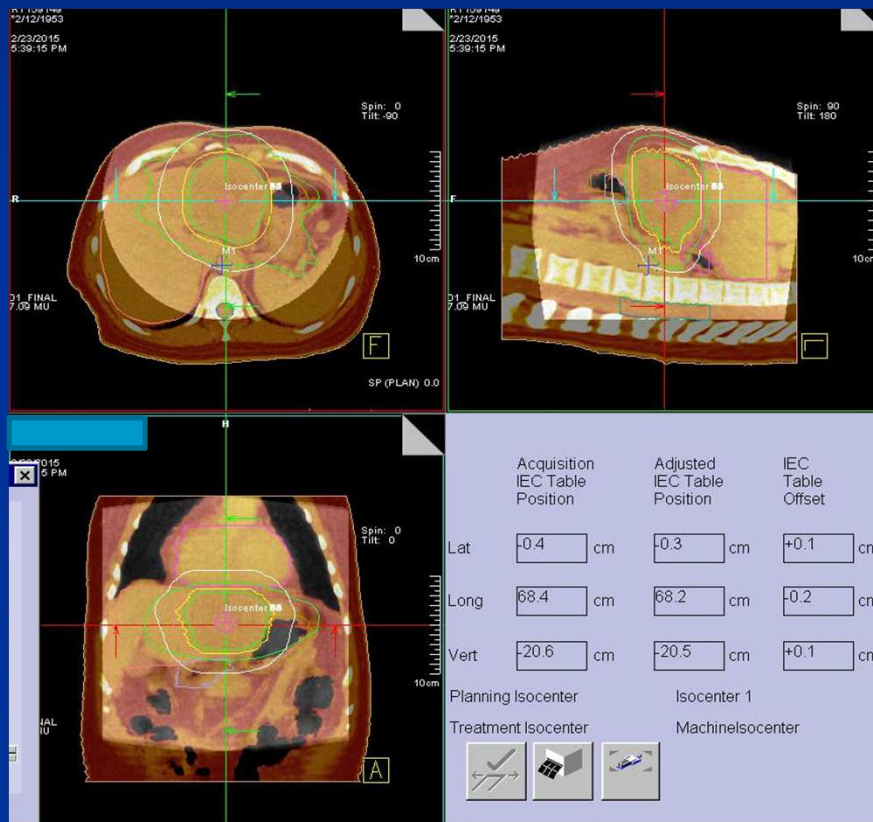 *2/12/1953
2/23/2015
5:39:15 PM
Spin: 0
Tilt: -90
R
Isocenter
M1
10cm
01_FINAL
7.09 MU
F
SP (PLAN) 0.0
*2/12/1953
2/23/2015
5:39:15 PM
Spin: 90
Tilt: 180
F
Isocenter
M1
10cm
01_FINAL
7.09 MU
H
5 PM
Spin: 0
Tilt: 0
Isocenter
10cm
A
Acquisition IEC Table Position
Adjusted IEC Table Position
IEC Table Offset
Lat -0.4 cm -0.3 cm +0.1 cm
Long 68.4 cm 68.2 cm -0.2 cm
Vert -20.6 cm -20.5 cm +0.1 cm
Planning Isocenter Isocenter 1
Treatment Isocenter MachineIsocenter